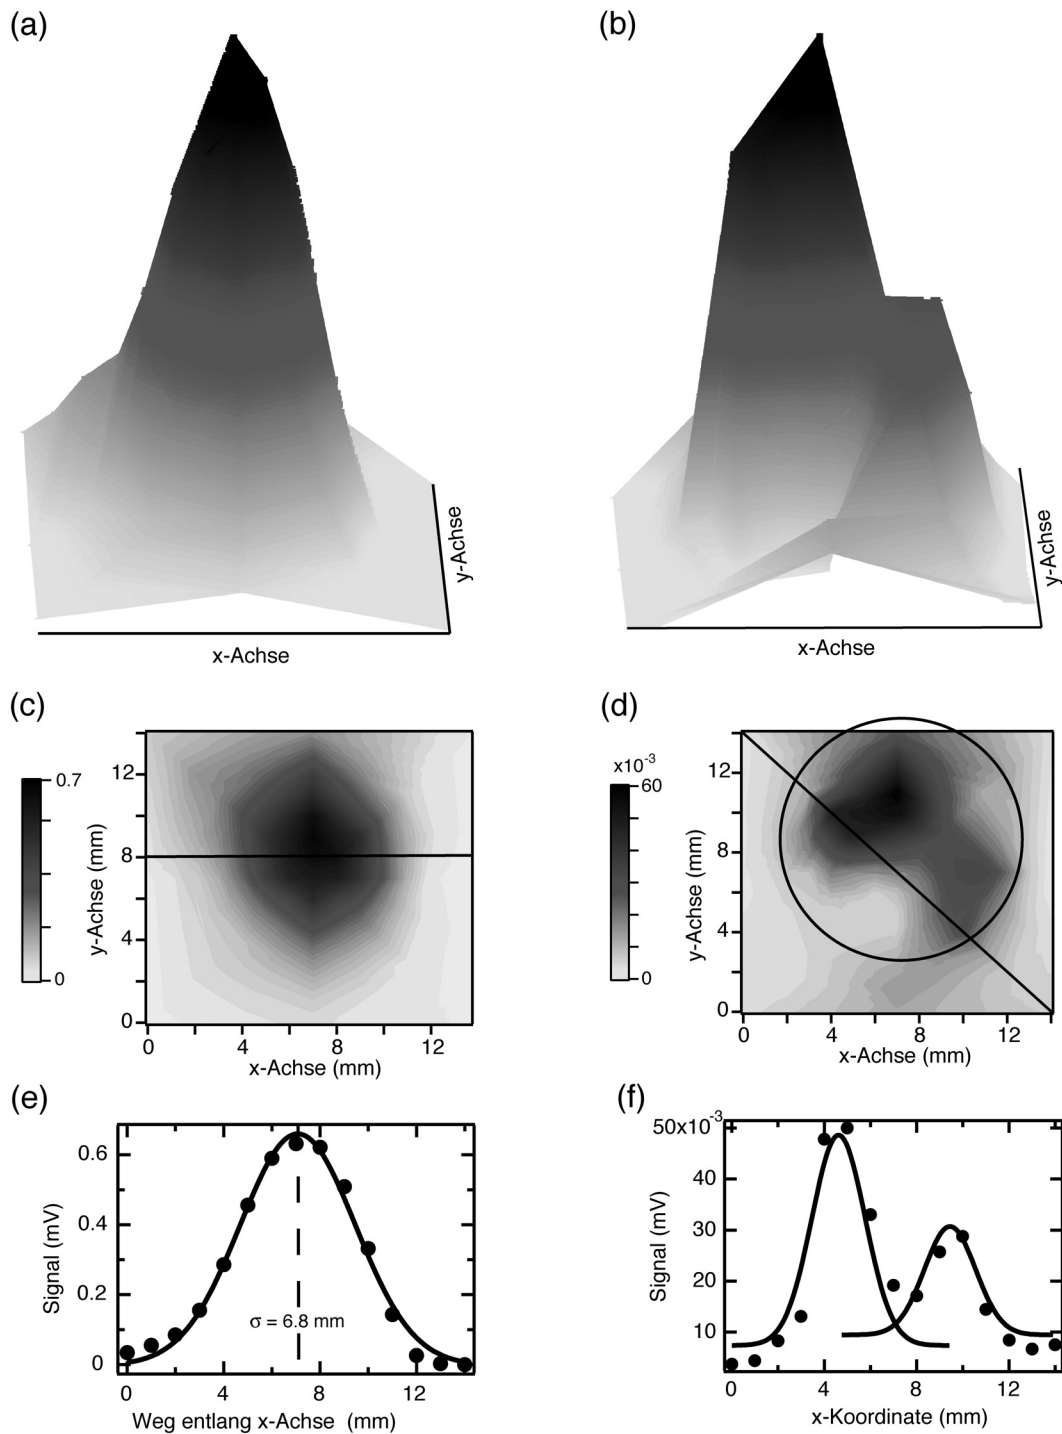 (a)
(b)
y-Achse
x-Achse
y-Achse
x-Achse
(c)
0.7
0
y-Achse (mm)
12
8
4
0
0 4 8 12
x-Achse (mm)
(d)
x10-3
60
0
y-Achse (mm)
12
8
4
0
0 4 8 12
x-Achse (mm)
(e)
Signal (mV)
0.6
0.4
0.2
0
σ = 6.8 mm
0 4 8 12
Weg entlang x-Achse (mm)
(f)
Signal (mV)
50x10-3
40
30
20
10
0 4 8 12
x-Koordinate (mm)